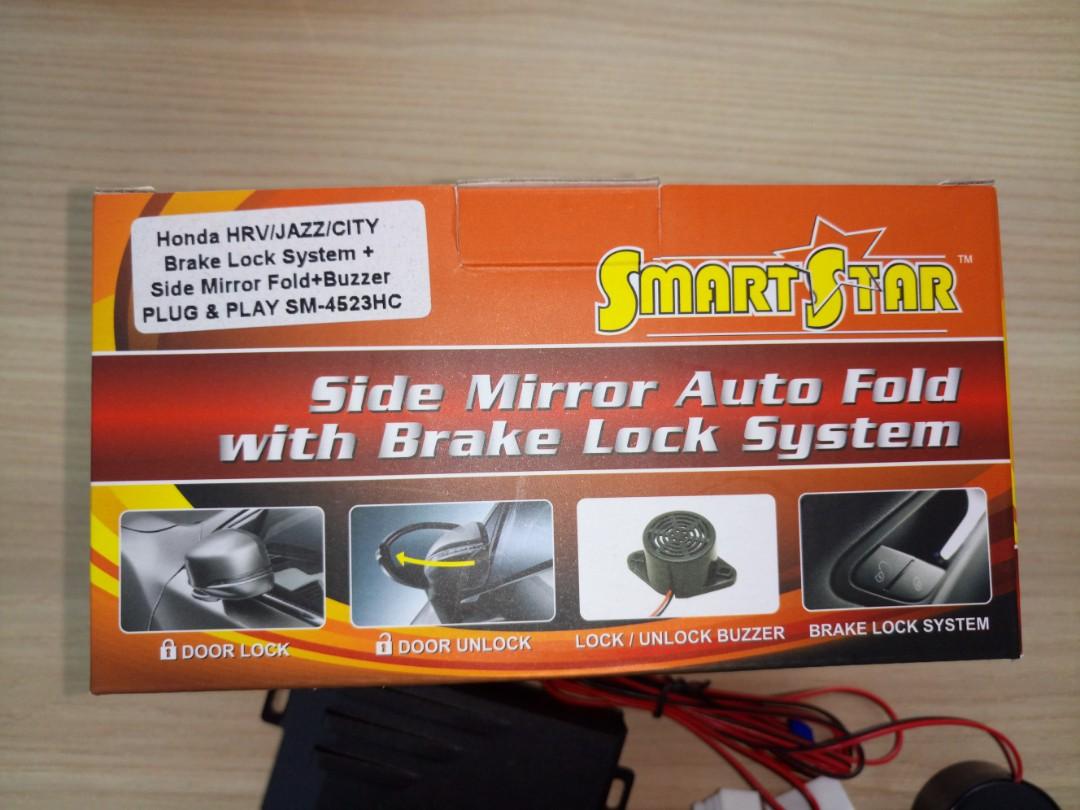 Honda HRV/JAZZ/CITY
Brake Lock System +
Side Mirror Fold+Buzzer
PLUG & PLAY SM-4523HC
SMART STAR TM
Side Mirror Auto Fold
with Brake Lock System
DOOR LOCK
DOOR UNLOCK
LOCK / UNLOCK BUZZER
BRAKE LOCK SYSTEM